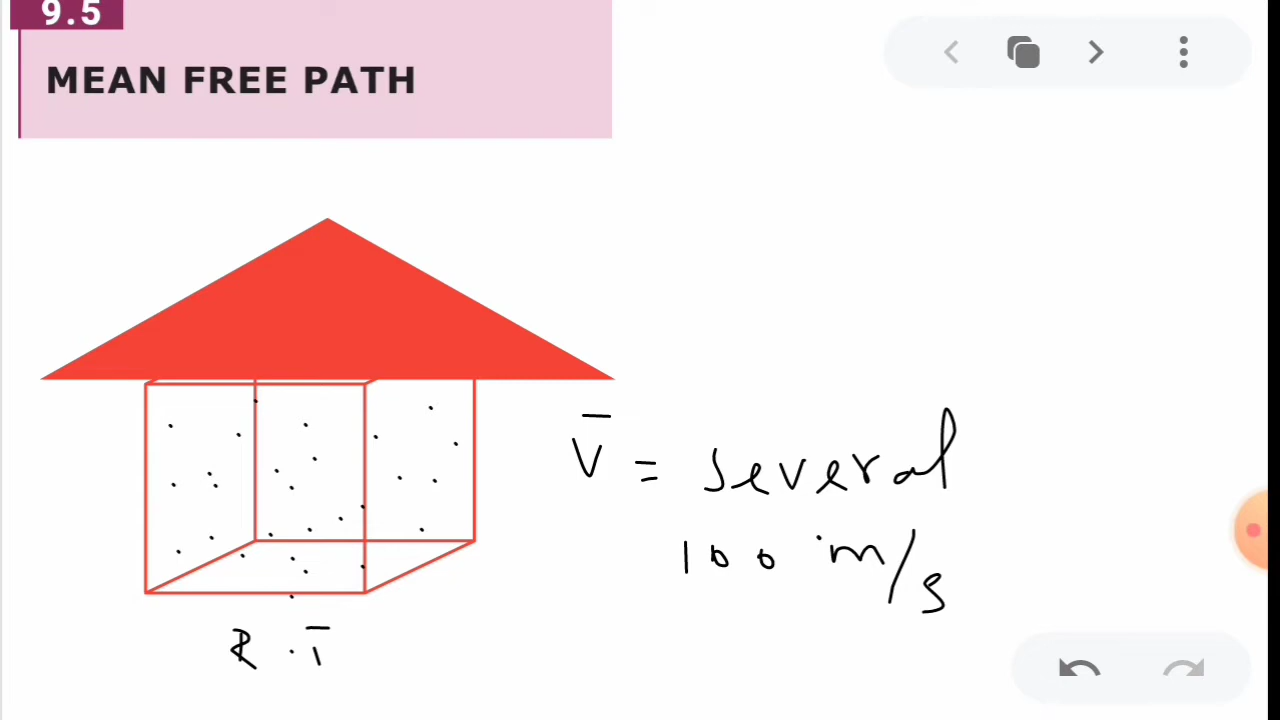 9.5
MEAN FREE PATH
V̅ = several
100 m/s
R.T